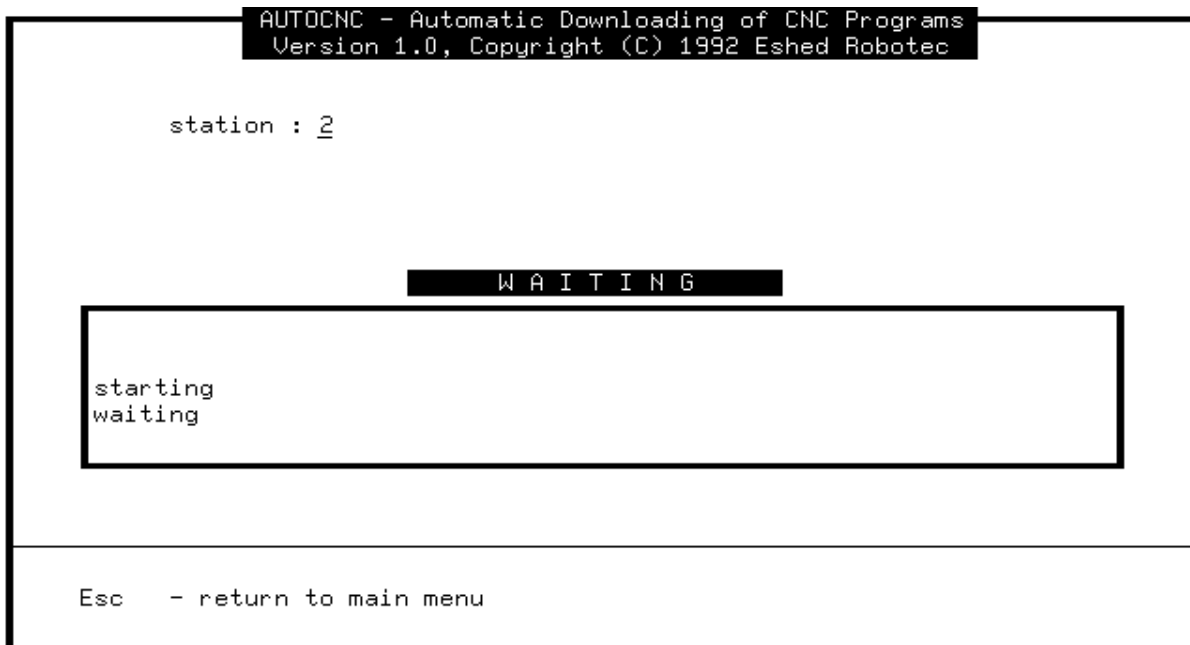 AUTOCNC - Automatic Downloading of CNC Programs
Version 1.0, Copyright (C) 1992 Eshed Robotec
station : 2
W A I T I N G
starting
waiting
Esc - return to main menu